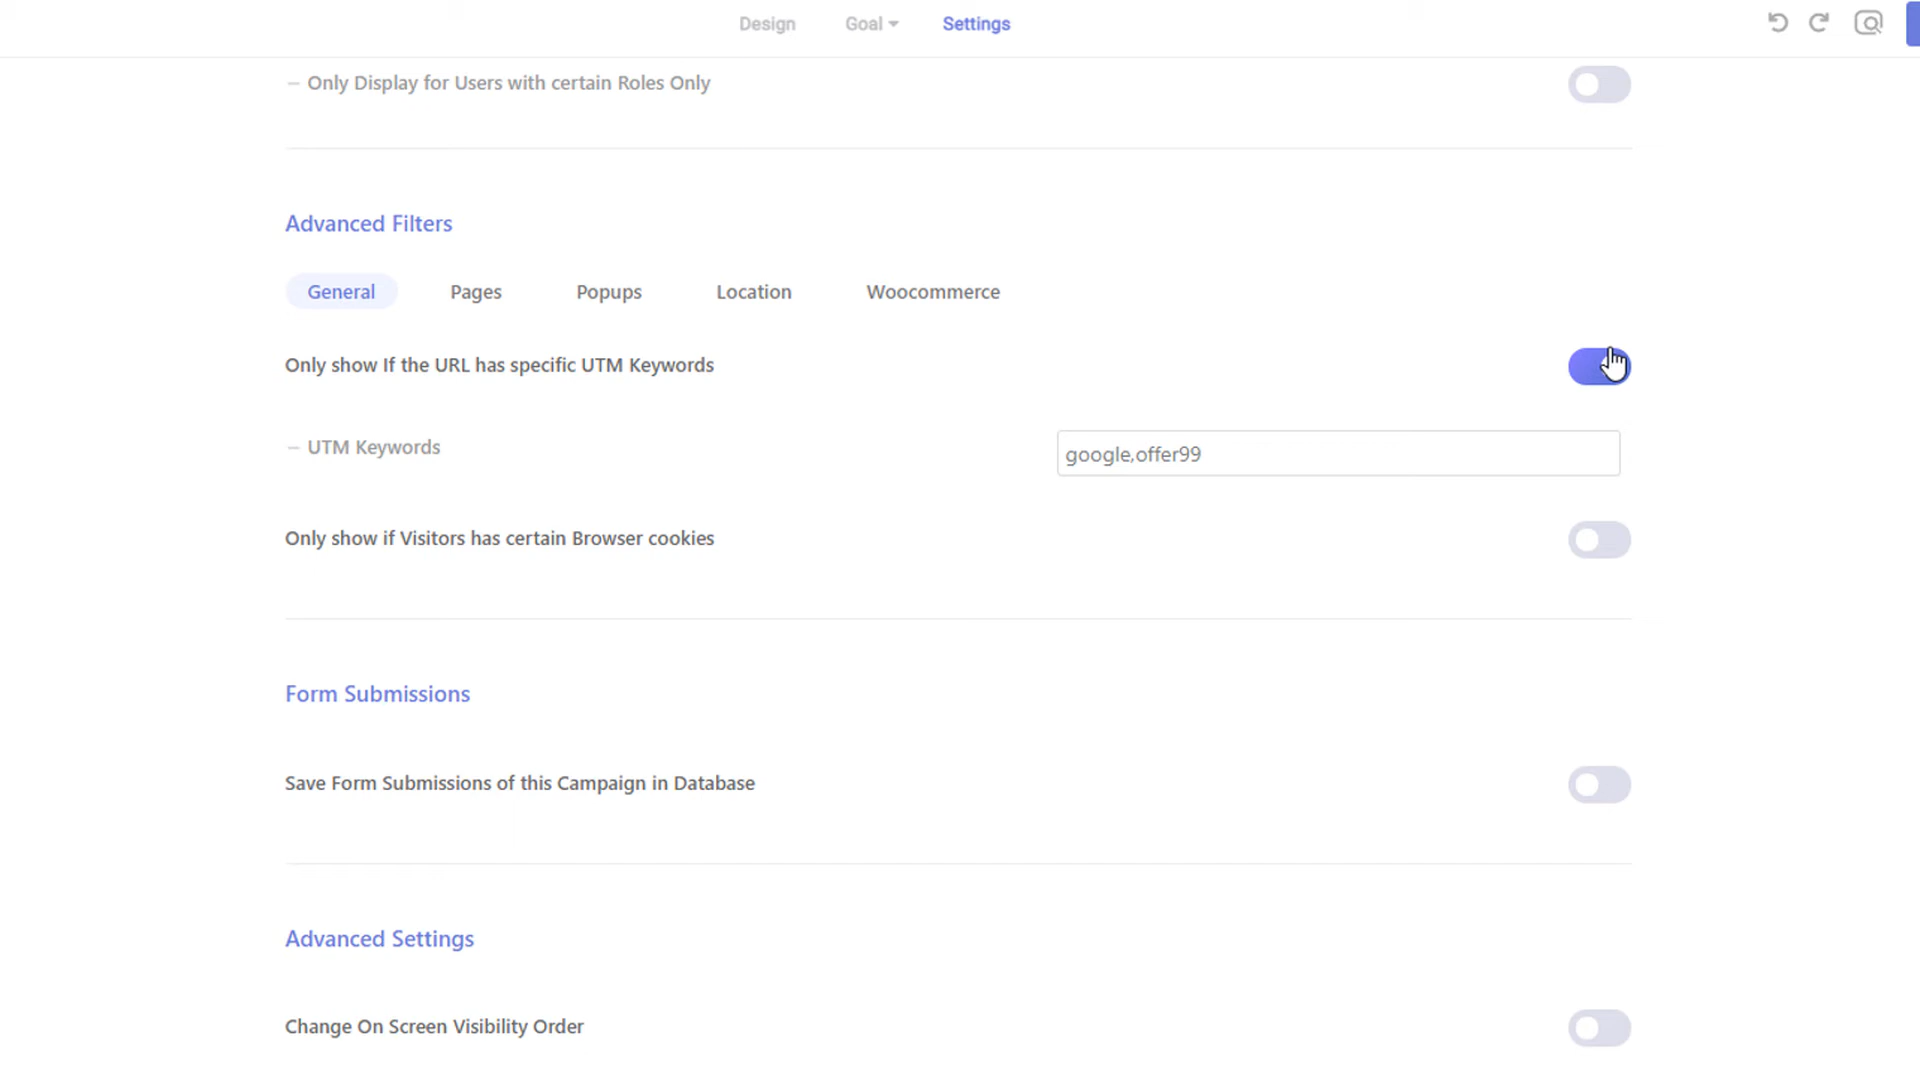 Design Goal Settings
– Only Display for Users with certain Roles Only
Advanced Filters
General Pages Popups Location Woocommerce
Only show If the URL has specific UTM Keywords
– UTM Keywords
google,offer99
Only show if Visitors has certain Browser cookies
Form Submissions
Save Form Submissions of this Campaign in Database
Advanced Settings
Change On Screen Visibility Order